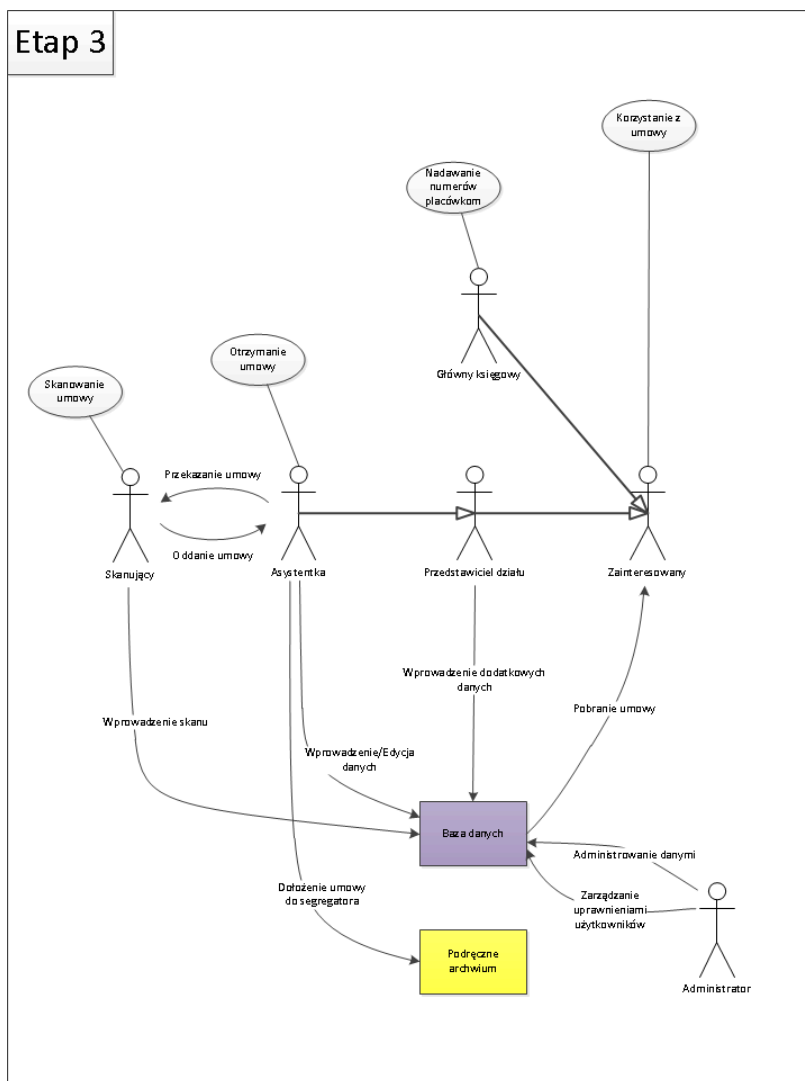 Etap 3
Korzystanie z
umowy
Nadawanie
numerów
placówkom
Główny księgowy
Otrzymanie
umowy
Skanowanie
umowy
Przekazanie umowy
Oddanie umowy
Skanujący
Asystentka
Przedstawiciel działu
Zainteresowany
Wprowadzenie dodatkowych
danych
Pobranie umowy
Wprowadzenie skanu
Wprowadzenie/Edycja
danych
Baza danych
Administrowanie danymi
Dołożenie umowy
do segregatora
Zarządzanie
uprawnieniami
użytkowników
Podręczne
archwium
Administrator